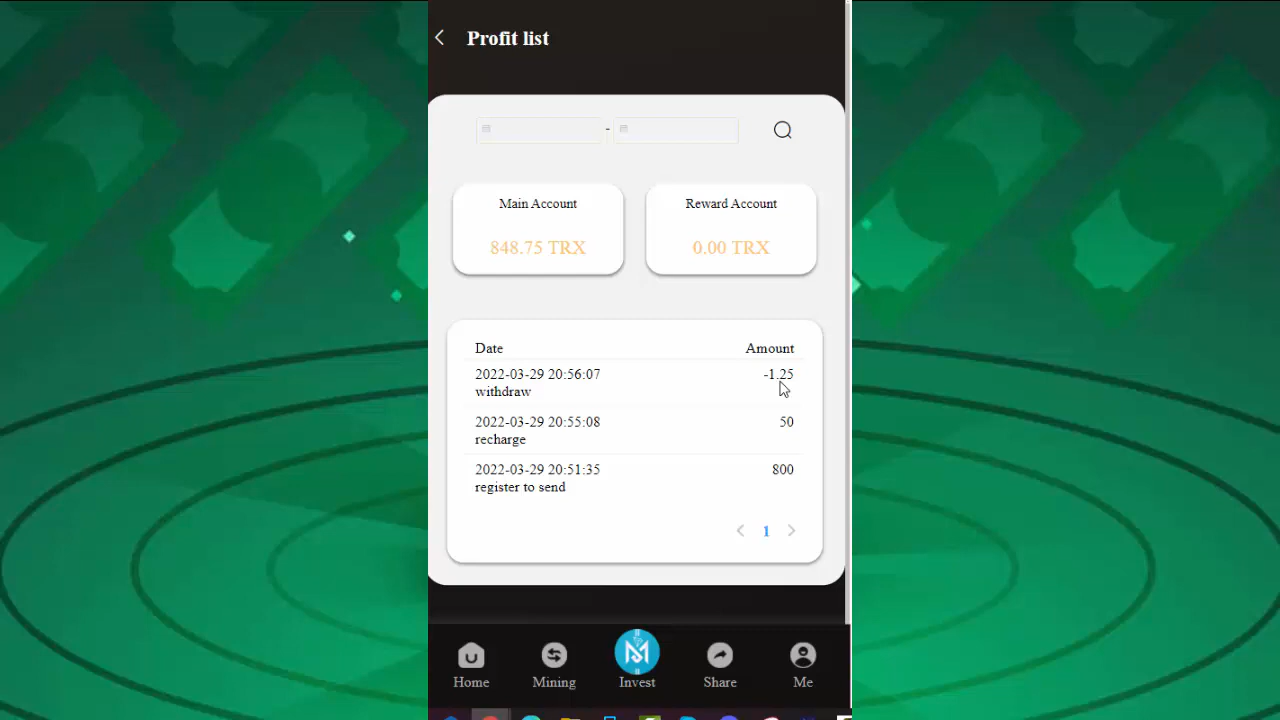 Profit list
-
Main Account
Reward Account
848.75 TRX
0.00 TRX
Date Amount
2022-03-29 20:56:07 -1.25
withdraw
2022-03-29 20:55:08 50
recharge
2022-03-29 20:51:35 800
register to send
1
Home Mining Invest Share Me